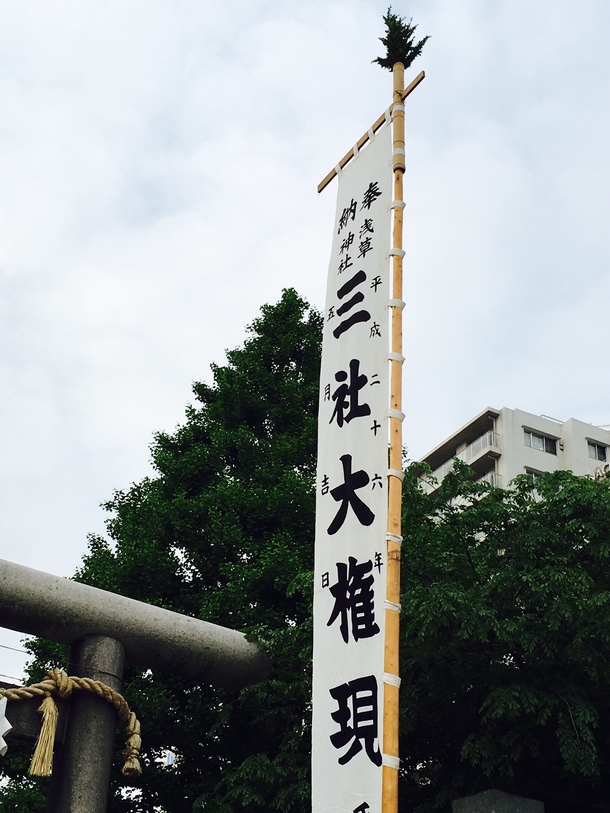 奉納
浅草
神社
平成二十六年
三社大権現
五月吉日